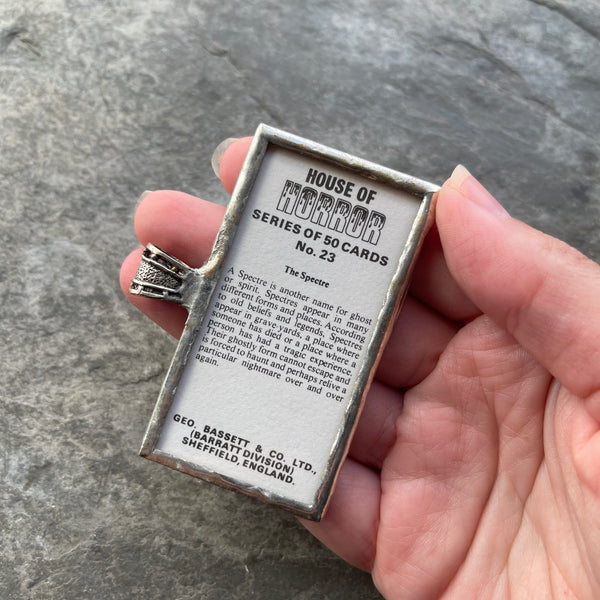 HOUSE OF
HORROR
SERIES OF 50 CARDS
No. 23
The Spectre
A Spectre is another name for ghost
or spirit. Spectres appear in many
different forms and places. According
to old beliefs and legends. Spectres
appear in grave-yards, a place where
someone has died or a place where a
person has had a tragic experience.
Their ghostly form cannot escape and
is forced to haunt and perhaps relive a
particular nightmare over and over
again.
GEO. BASSETT & CO. LTD.,
(BARRATT DIVISION)
SHEFFIELD, ENGLAND.